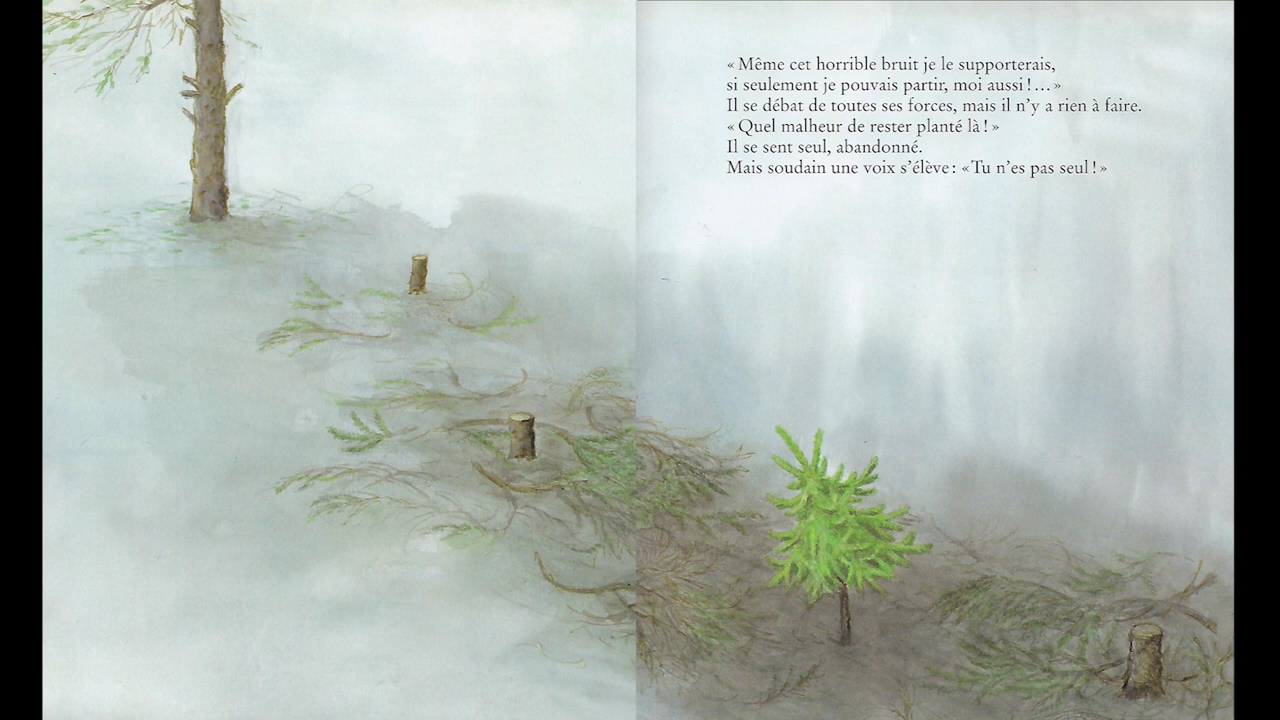 « Même cet horrible bruit je le supporterais,
si seulement je pouvais partir, moi aussi !… »
Il se débat de toutes ses forces, mais il n’y a rien à faire.
« Quel malheur de rester planté là ! »
Il se sent seul, abandonné.
Mais soudain une voix s’élève : « Tu n’es pas seul ! »